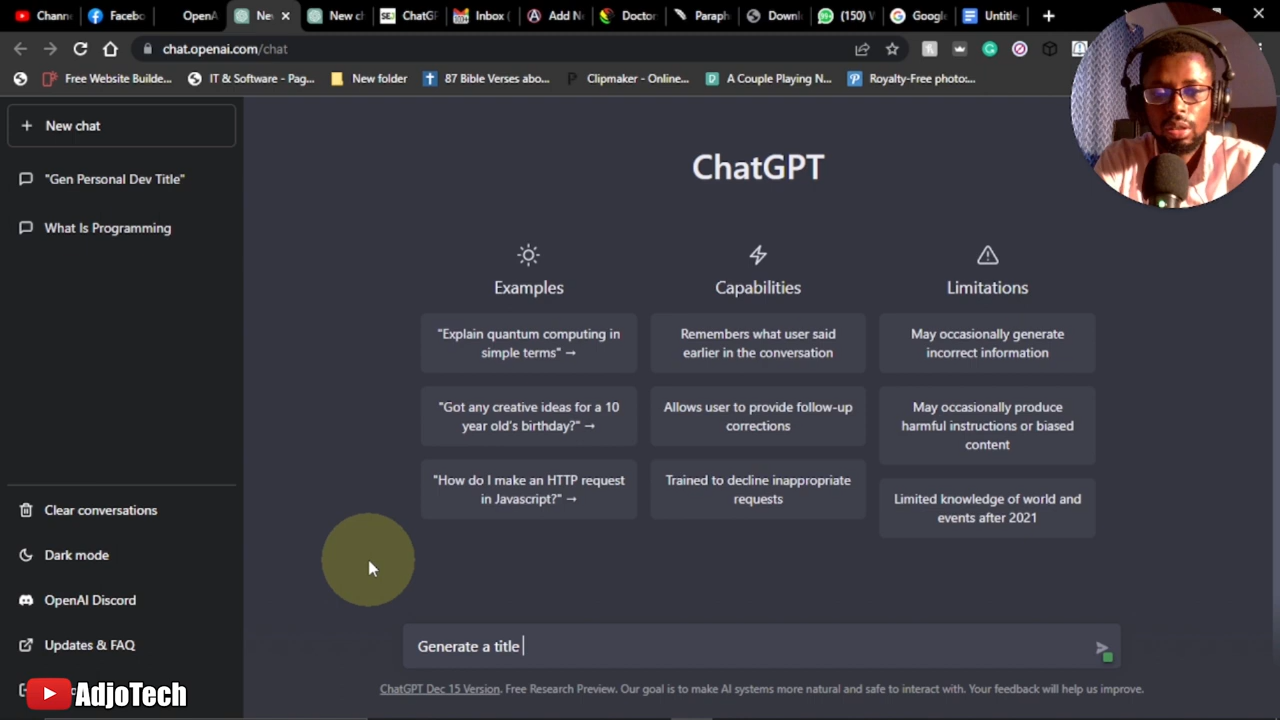 Chann
Facebo
OpenA
Ne
New ch
ChatGP
Inbox (
Add N
Doctor
Paraph
Downl
(150) V
Googl
Untitle
chat.openai.com/chat
Free Website Builde...
IT & Software - Pag...
New folder
87 Bible Verses abo...
Clipmaker - Online...
A Couple Playing N...
Royalty-Free photo:...
New chat
"Gen Personal Dev Title"
What Is Programming
Clear conversations
Dark mode
OpenAI Discord
Updates & FAQ
ChatGPT
Examples
"Explain quantum computing in
simple terms" →
"Got any creative ideas for a 10
year old's birthday?" →
"How do I make an HTTP request
in Javascript?" →
Capabilities
Remembers what user said
earlier in the conversation
Allows user to provide follow-up
corrections
Trained to decline inappropriate
requests
Limitations
May occasionally generate
incorrect information
May occasionally produce
harmful instructions or biased
content
Limited knowledge of world and
events after 2021
Generate a title
ChatGPT Dec 15 Version. Free Research Preview. Our goal is to make AI systems more natural and safe to interact with. Your feedback will help us improve.
AdjoTech